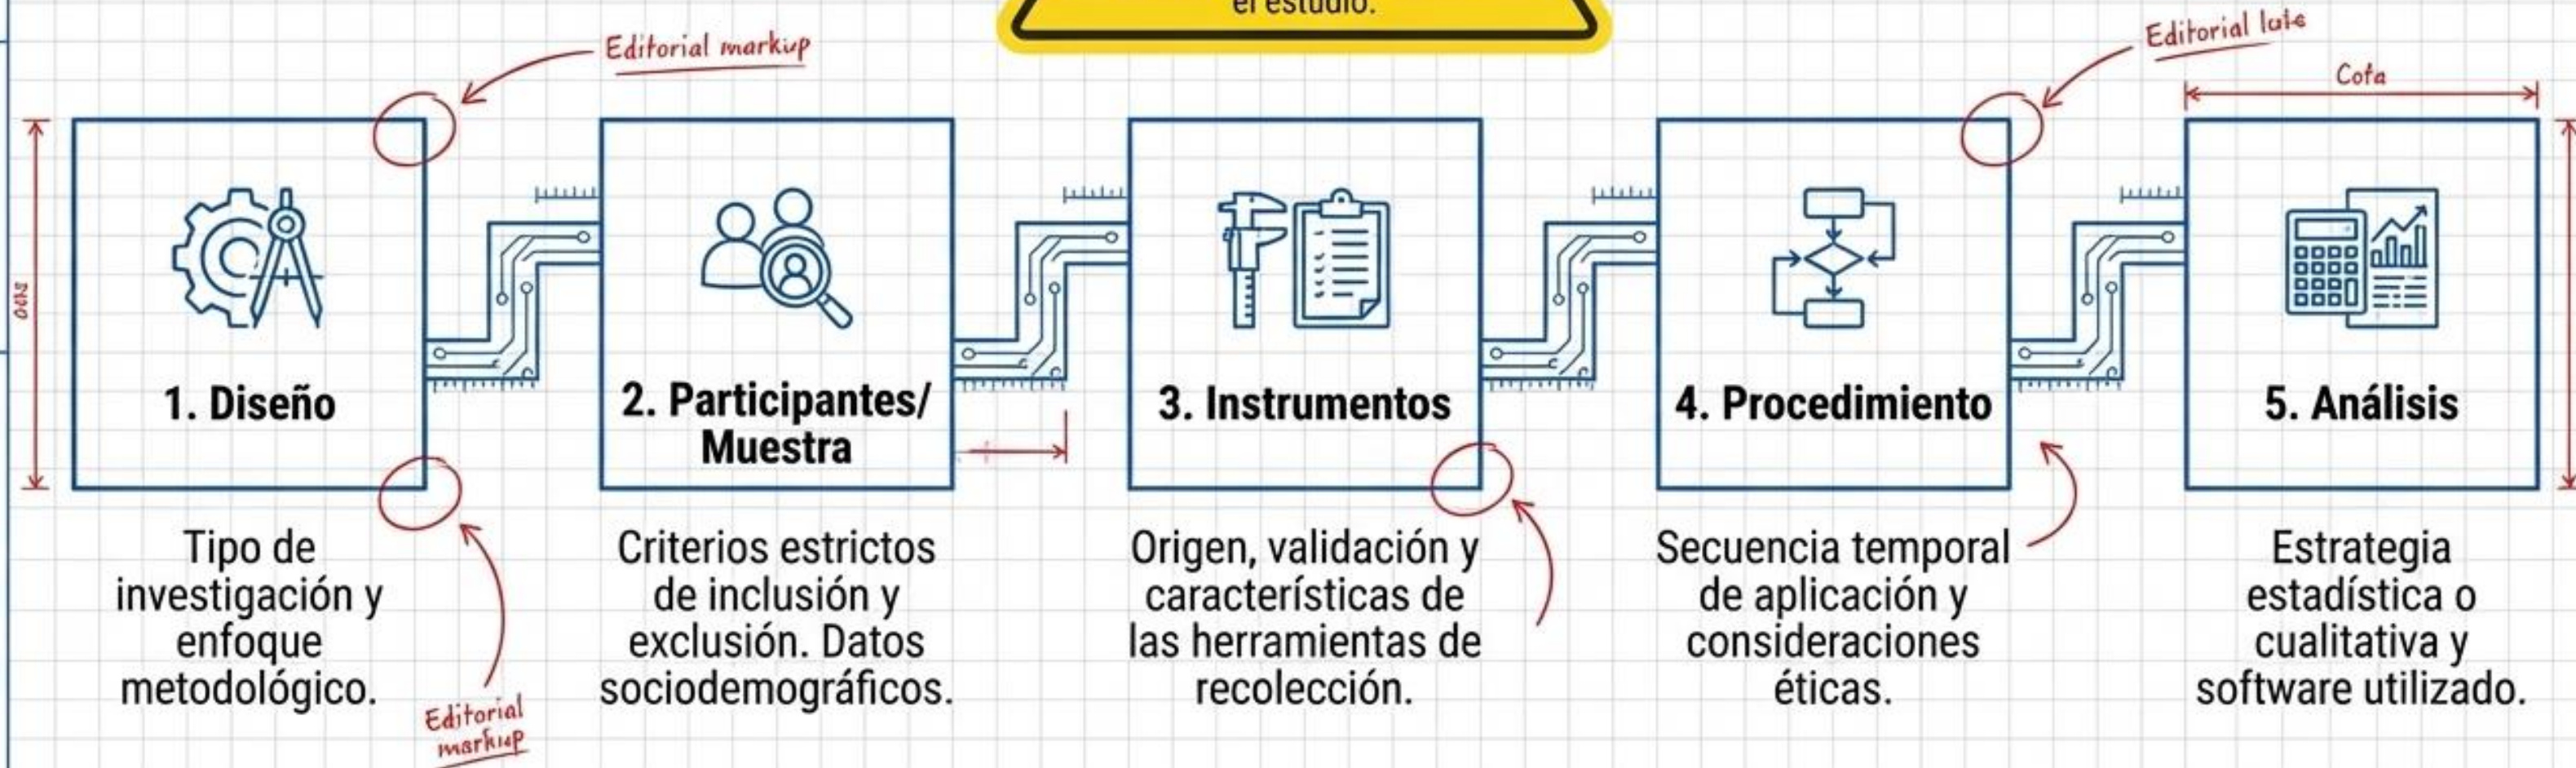 el estudio.
Editorial markup
Editorial lute
Cota
1. Diseño
2. Participantes/
Muestra
3. Instrumentos
4. Procedimiento
5. Análisis
Tipo de
investigación y
enfoque
metodológico.
Criterios estrictos
de inclusión y
exclusión. Datos
sociodemográficos.
Origen, validación y
características de
las herramientas de
recolección.
Secuencia temporal
de aplicación y
consideraciones
éticas.
Estrategia
estadística o
cualitativa y
software utilizado.
Editorial
markup